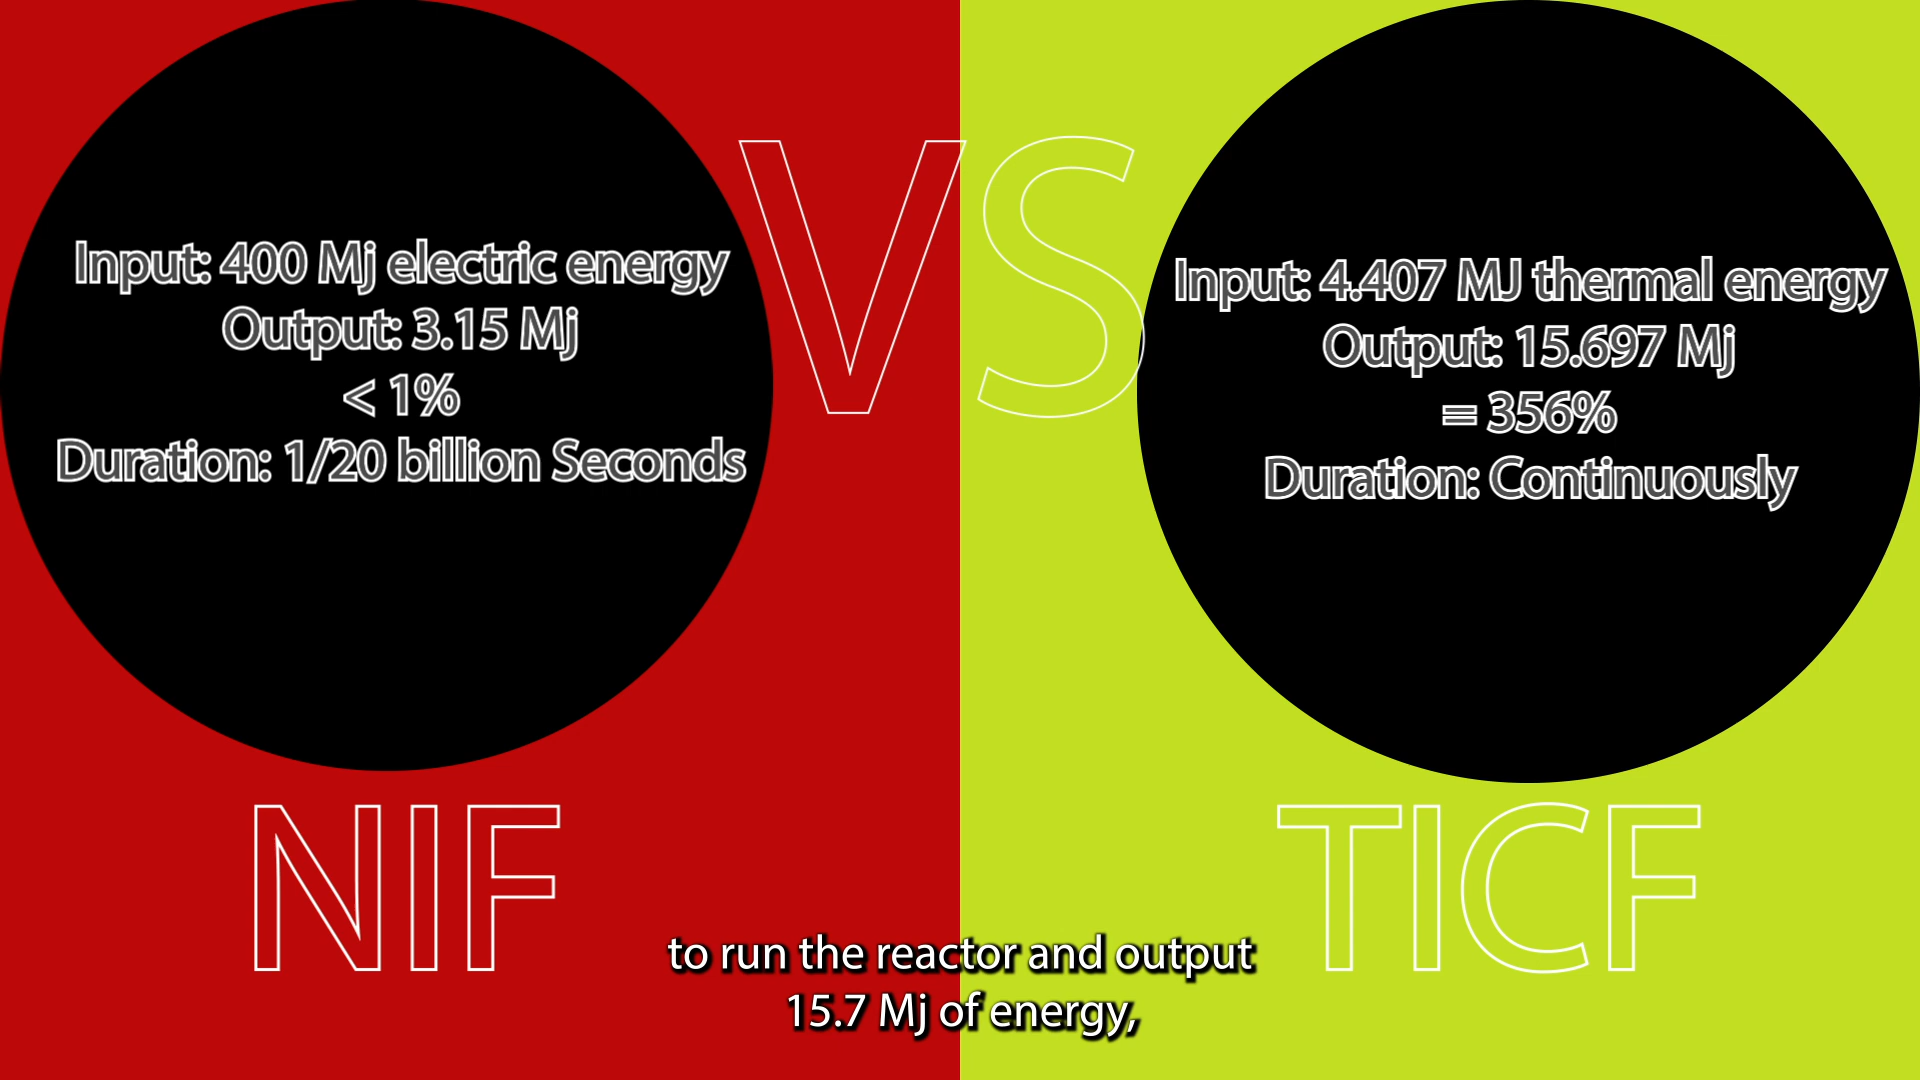 Input: 400 Mj electric energy
Output: 3.15 Mj
< 1%
Duration: 1/20 billion Seconds
VS
Input: 4.407 MJ thermal energy
Output: 15.697 Mj
= 356%
Duration: Continuously
NIF
TICF
to run the reactor and output
15.7 Mj of energy,